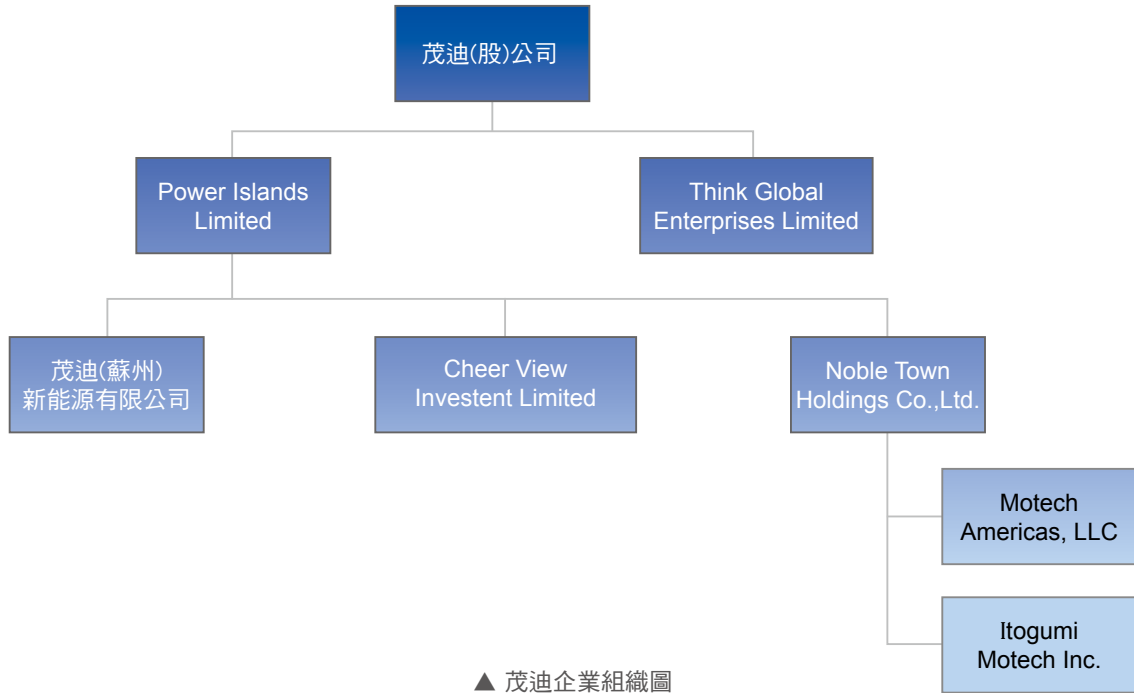 茂迪(股)公司
Power Islands
Limited
Think Global
Enterprises Limited
茂迪(蘇州)
新能源有限公司
Cheer View
Investent Limited
Noble Town
Holdings Co.,Ltd.
Motech
Americas, LLC
Itogumi
Motech Inc.
▲ 茂迪企業組織圖